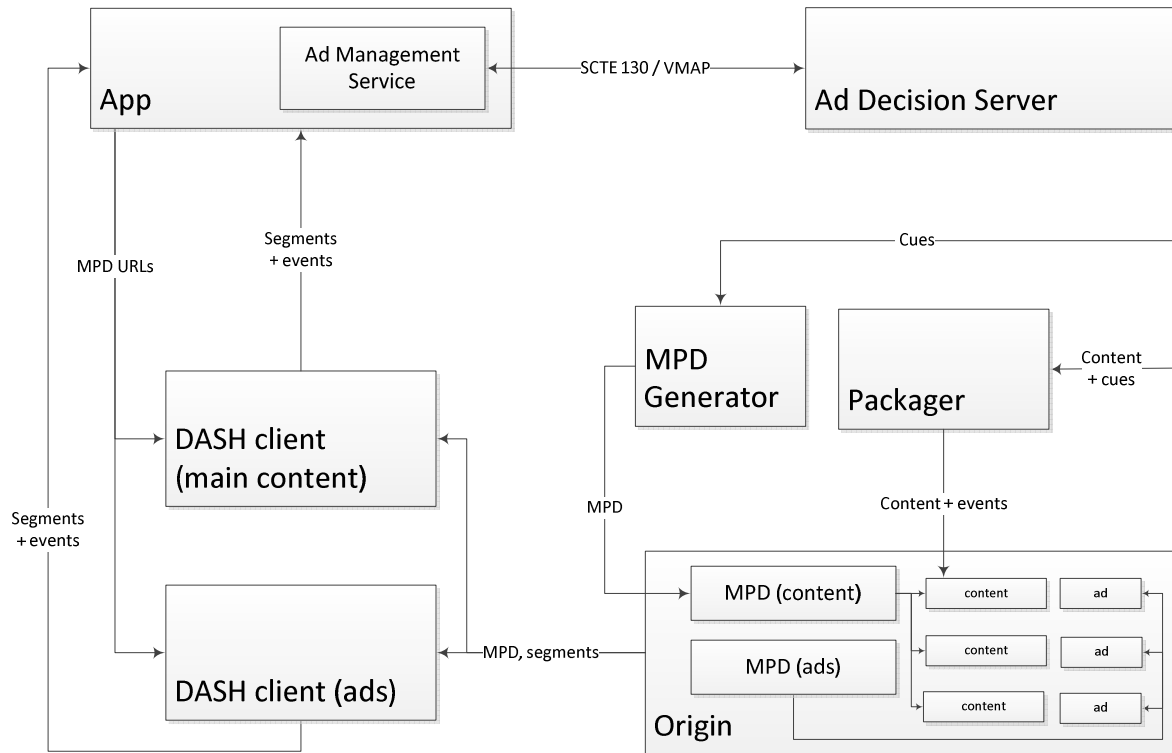 Ad Management
Service
App
SCTE 130 / VMAP
Ad Decision Server
Segments
+ events
MPD URLs
Cues
MPD
Generator
Packager
Content
+ cues
DASH client
(main content)
Segments
+ events
MPD
Content + events
MPD (content)
content
ad
MPD, segments
MPD (ads)
content
ad
DASH client (ads)
content
ad
Origin